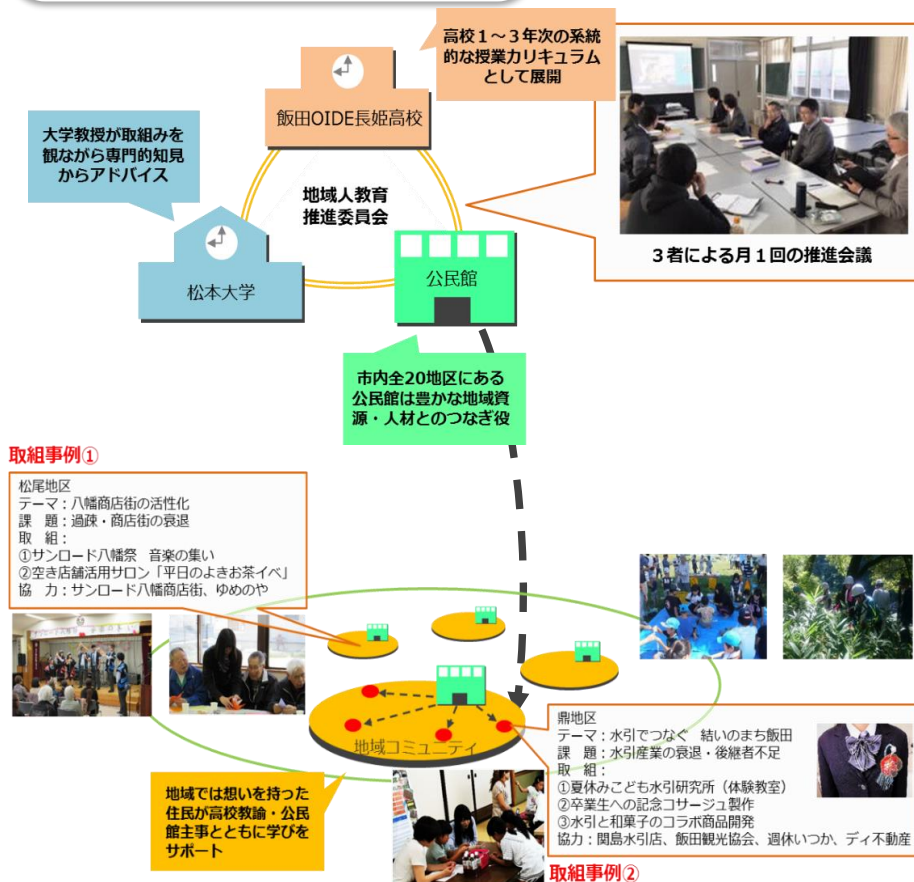 高校1～3年次の系統
的な授業カリキュラム
として展開
飯田OIDE長姫高校
大学教授が取組みを
観ながら専門的知見
からアドバイス
地域人教育
推進委員会
松本大学
公民館
3者による月1回の推進会議
市内全20地区にある
公民館は豊かな地域資
源・人材とのつなぎ役
取組事例①
松尾地区
テーマ：八幡商店街の活性化
課　題：過疎・商店街の衰退
取　組：
①サンロード八幡祭　音楽の集い
②空き店舗活用サロン「平日のよきお茶イベ」
協　力：サンロード八幡商店街、ゆめのや
地域コミュニティ
地域では想いを持った
住民が高校教諭・公民
館主事とともに学びを
サポート
鼎地区
テーマ：水引でつなぐ　結いのまち飯田
課　題：水引産業の衰退・後継者不足
取　組：
①夏休みこども水引研究所（体験教室）
②卒業生への記念コサージュ製作
③水引と和菓子のコラボ商品開発
協力：関島水引店、飯田観光協会、週休いつか、ディ不動産
取組事例②